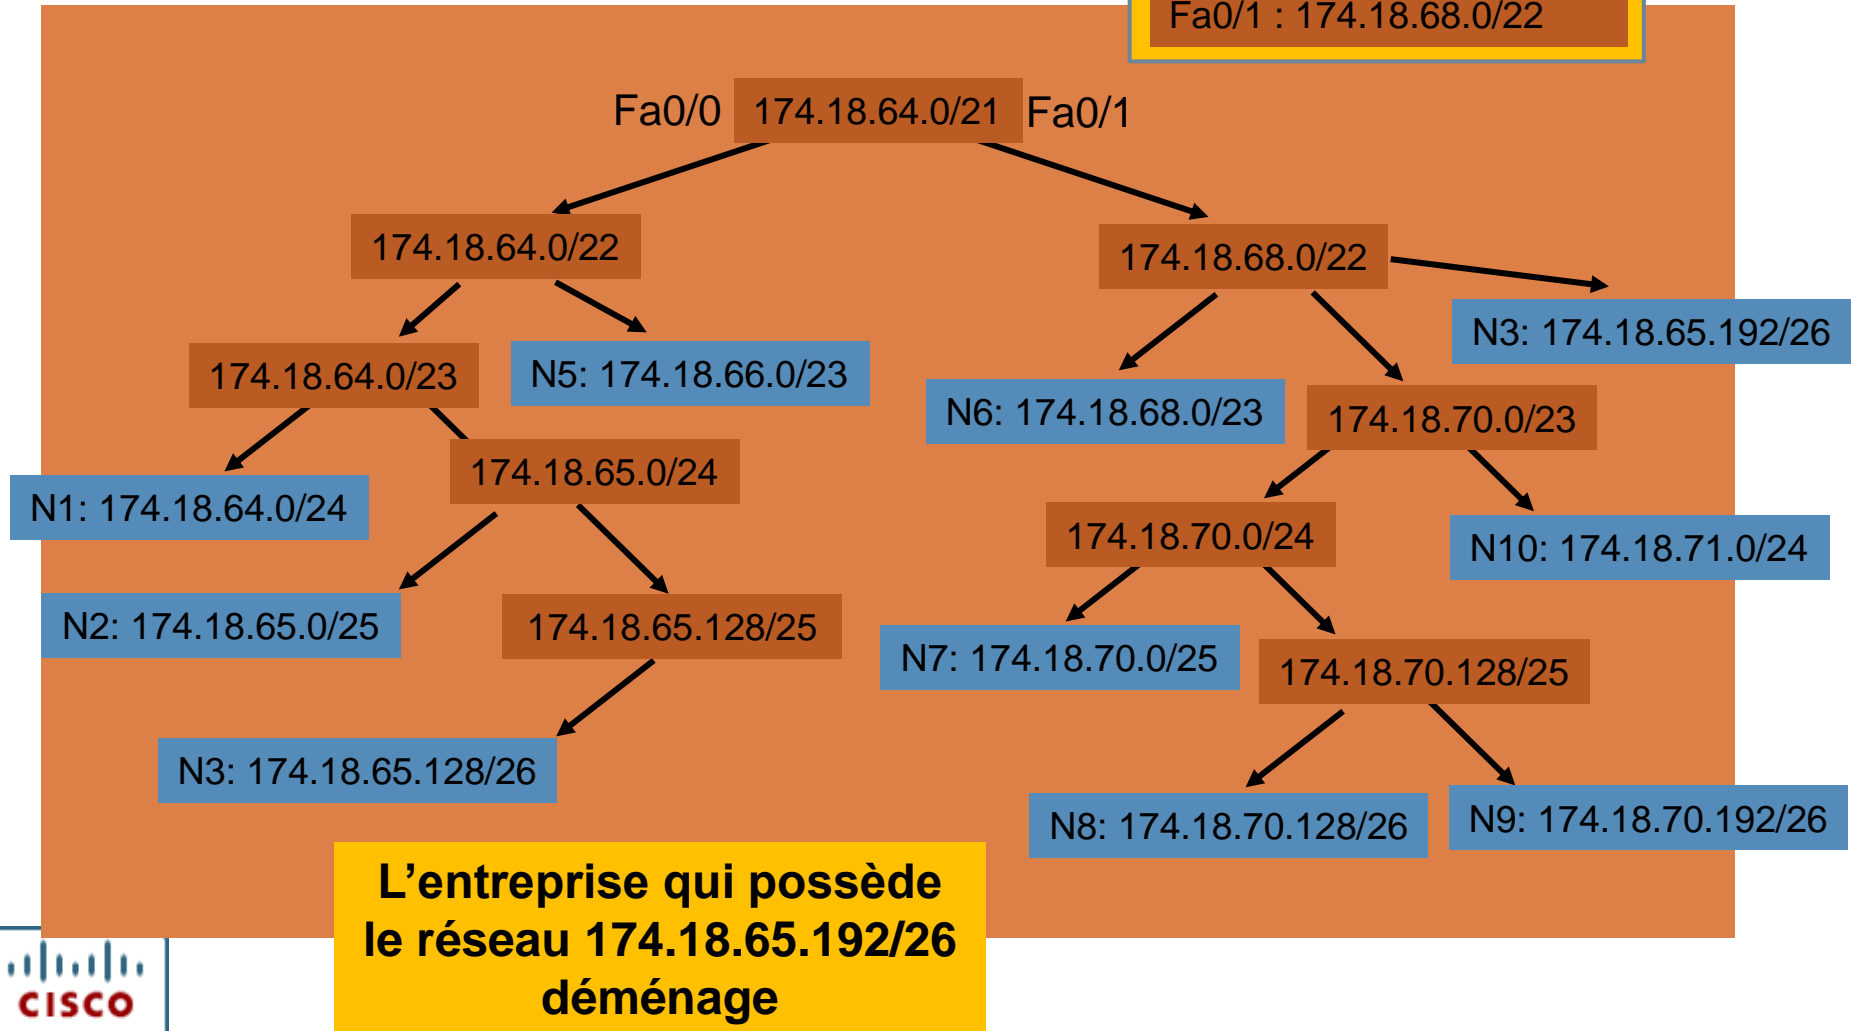 Fa0/1 : 174.18.68.0/22
Fa0/0
174.18.64.0/21
Fa0/1
174.18.64.0/22
174.18.68.0/22
N3: 174.18.65.192/26
174.18.64.0/23
N5: 174.18.66.0/23
N6: 174.18.68.0/23
174.18.70.0/23
174.18.65.0/24
N1: 174.18.64.0/24
174.18.70.0/24
N10: 174.18.71.0/24
N2: 174.18.65.0/25
174.18.65.128/25
N7: 174.18.70.0/25
174.18.70.128/25
N3: 174.18.65.128/26
N8: 174.18.70.128/26
N9: 174.18.70.192/26
L’entreprise qui possède
le réseau 174.18.65.192/26
déménage
CISCO